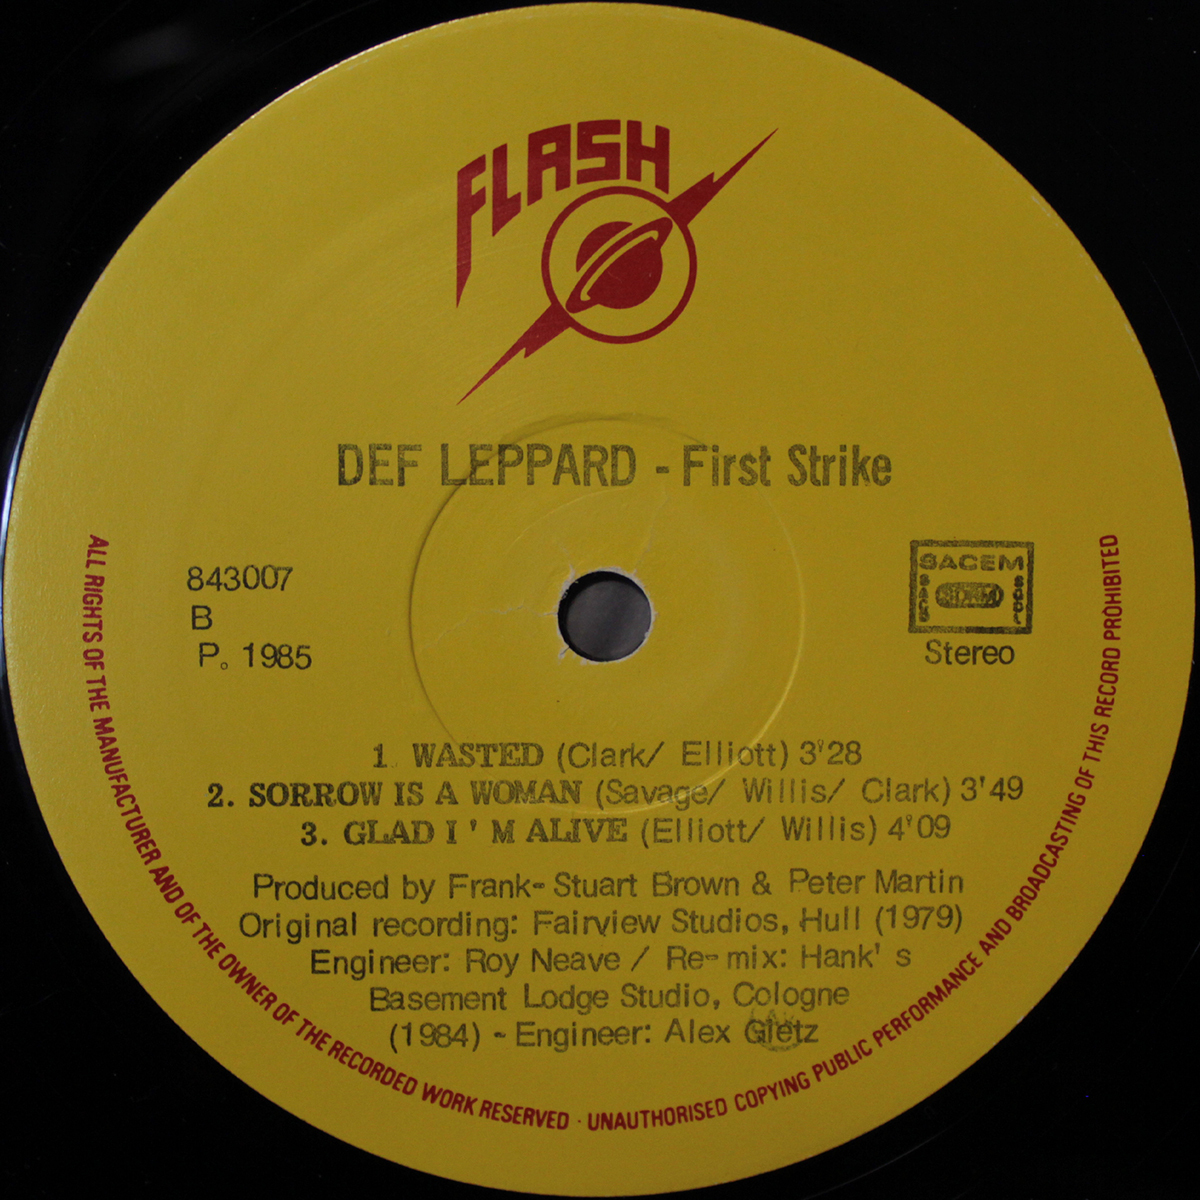 FLASH
DEF LEPPARD - First Strike
843007
B
P. 1985
SACEM
SACD
SDRM
SGDL
Stereo
1. WASTED (Clark/ Elliott) 3'28
2. SORROW IS A WOMAN (Savage/ Willis/ Clark) 3'49
3. GLAD I ' M ALIVE (Elliott/ Willis) 4'09
Produced by Frank- Stuart Brown & Peter Martin
Original recording: Fairview Studios, Hull (1979)
Engineer: Roy Neave / Re- mix: Hank' s
Basement Lodge Studio, Cologne
(1984) - Engineer: Alex Gletz
ALL RIGHTS OF THE MANUFACTURER AND OF THE OWNER OF THE RECORDED WORK RESERVED · UNAUTHORISED COPYING PUBLIC PERFORMANCE AND BROADCASTING OF THIS RECORD PROHIBITED